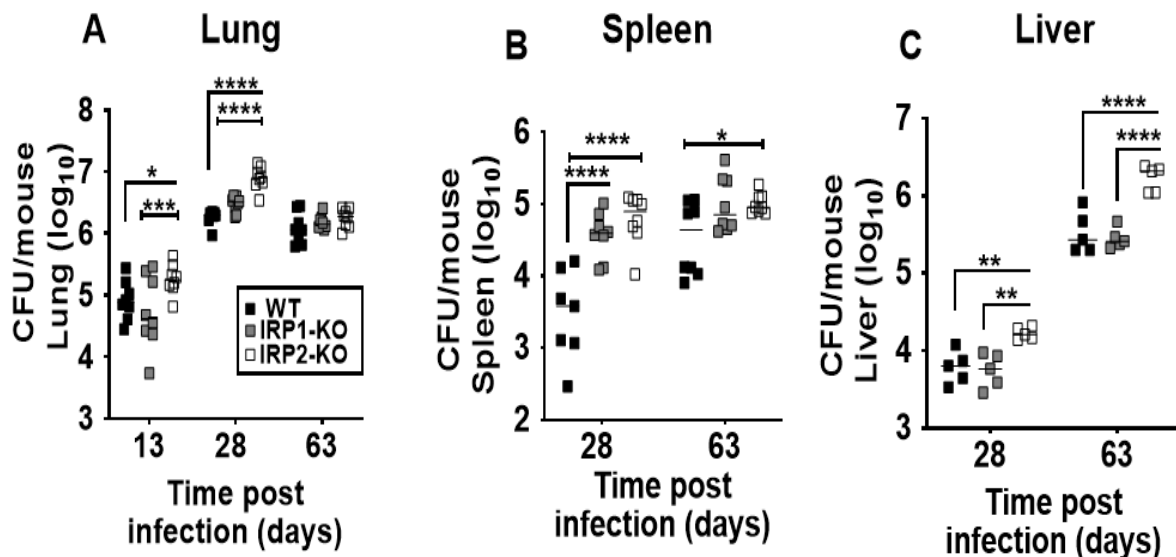 A Lung
CFU/mouse
Lung (log10)
8
7
6
5
4
3
*
***
****
****
WT
IRP1-KO
IRP2-KO
13 28 63
Time post
infection (days)
B Spleen
CFU/mouse
Spleen (log10)
6
5
4
3
2
****
****
*
28 63
Time post
infection (days)
C Liver
CFU/mouse
Liver (log10)
7
6
5
4
3
**
**
****
****
28 63
Time post
infection (days)